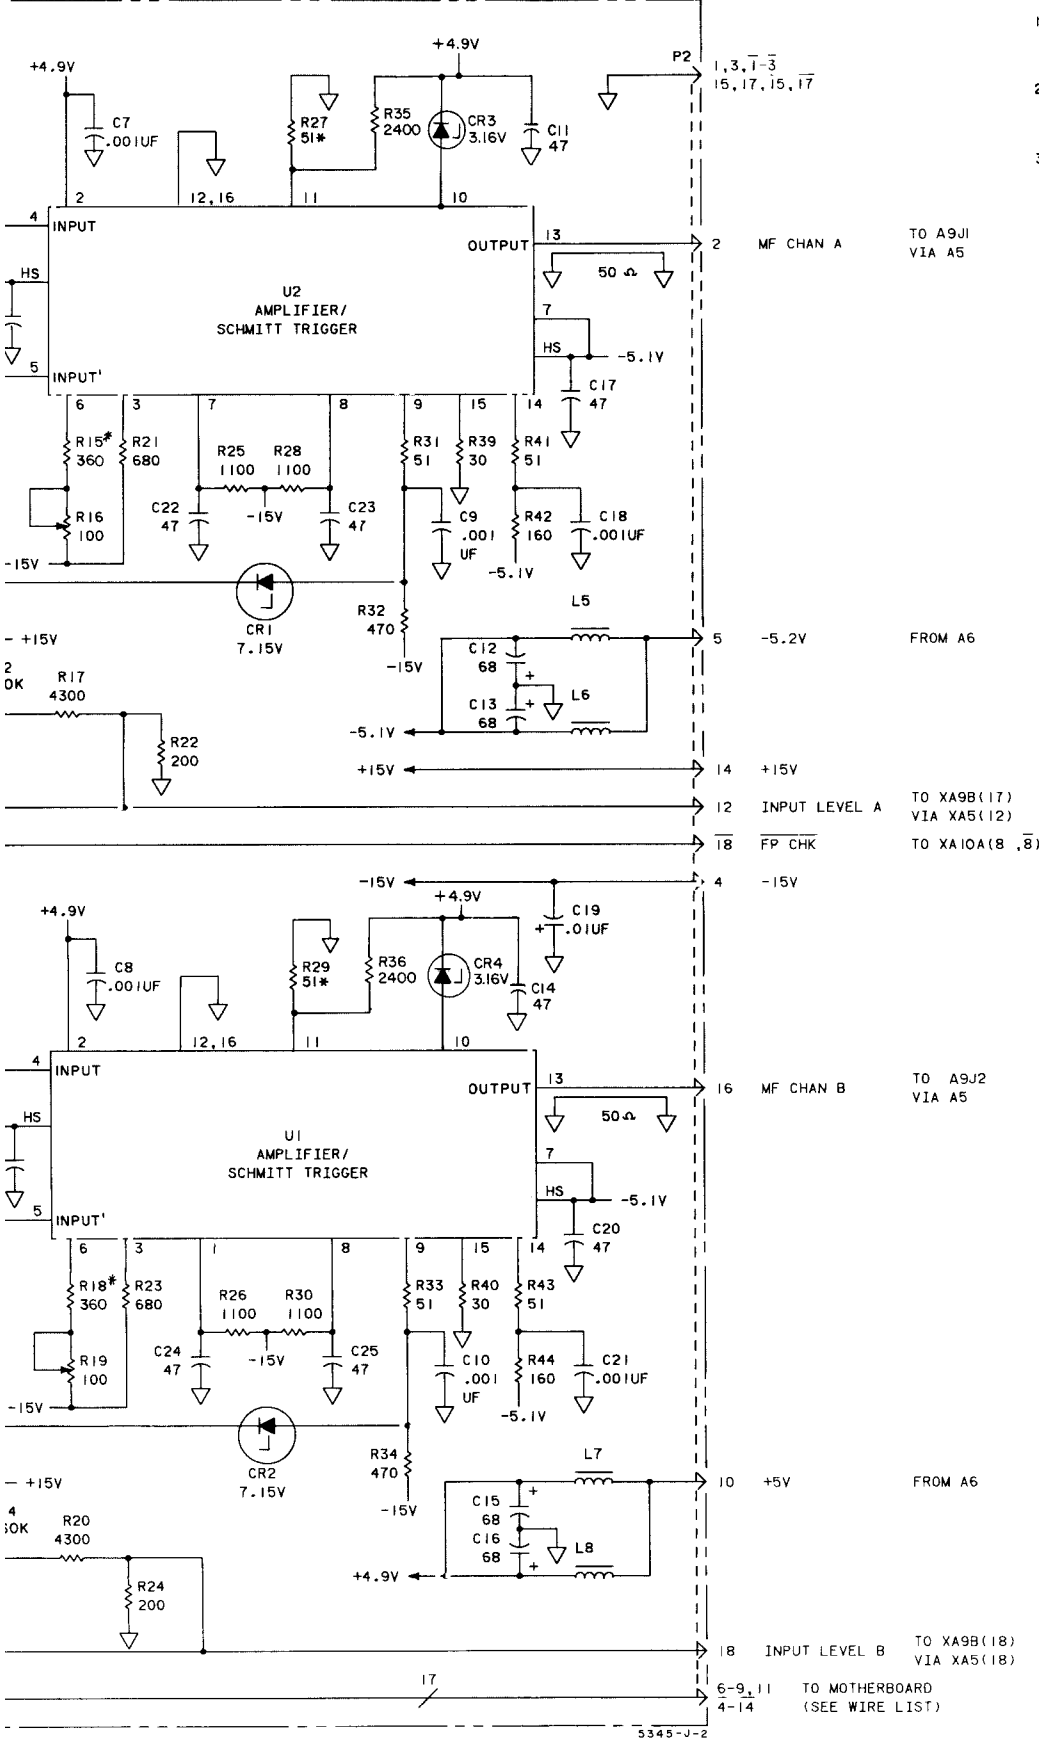 +4.9V
P2
+4.9V
1,3,1-3
15,17,15,17
2
C7
.001UF
R27
51*
R35
2400
CR3
3.16V
C11
47
3
2
12,16
11
10
4
INPUT
OUTPUT
13
2
MF CHAN A
TO A9J1
VIA A5
HS
50 Ω
U2
AMPLIFIER/
SCHMITT TRIGGER
7
HS
-5.1V
5
INPUT'
C17
47
6
3
7
8
9
15
14
R15*
360
R21
680
R25
1100
R28
1100
R31
51
R39
30
R41
51
R16
100
C22
47
-15V
C23
47
C9
.001
UF
R42
160
C18
.001UF
-15V
-5.1V
CR1
7.15V
R32
470
-15V
L5
+15V
C12
68
+
5
-5.2V
FROM A6
2
0K
R17
4300
C13
68
+
L6
R22
200
-5.1V
+15V
14
+15V
12
INPUT LEVEL A
TO XA9B(17)
VIA XA5(12)
18
FP CHK
TO XA10A(8 ,8)
-15V
4
-15V
+4.9V
+4.9V
C19
+
.01UF
C8
.001UF
R29
51*
R36
2400
CR4
3.16V
C14
47
2
12,16
11
10
4
INPUT
OUTPUT
13
16
MF CHAN B
TO A9J2
VIA A5
HS
50Ω
U1
AMPLIFIER/
SCHMITT TRIGGER
7
HS
-5.1V
5
INPUT'
C20
47
6
3
1
8
9
15
14
R18*
360
R23
680
R26
1100
R30
1100
R33
51
R40
30
R43
51
R19
100
C24
47
-15V
C25
47
C10
.001
UF
R44
160
C21
.001UF
-15V
-5.1V
CR2
7.15V
R34
470
-15V
L7
+15V
+
10
+5V
FROM A6
C15
68
4
R20
4300
C16
68
+
L8
+4.9V
R24
200
18
INPUT LEVEL B
TO XA9B(18)
VIA XA5(18)
17
6-9,11
4-14
TO MOTHERBOARD
(SEE WIRE LIST)
5345-J-2